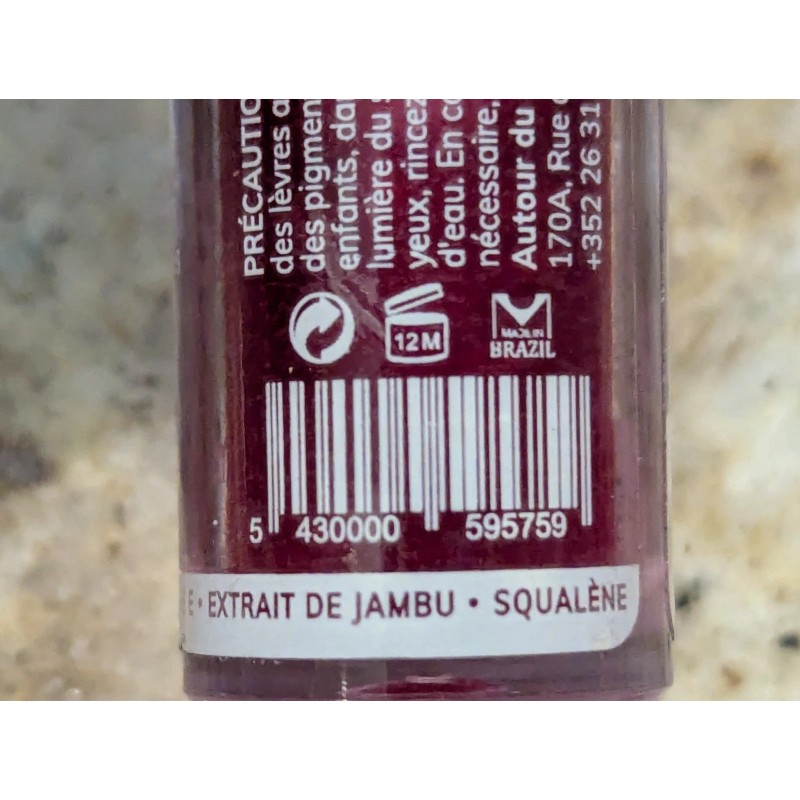 PRÉCAUTIO
des lèvres a
des pigmen
enfants, da
lumière du s
yeux, rincez
d'eau. En co
nécessaire,
Autour du
170A, Rue
+352 26 31
12M
MADE IN
BRAZIL
5 430000 595759
E • EXTRAIT DE JAMBU • SQUALÈNE